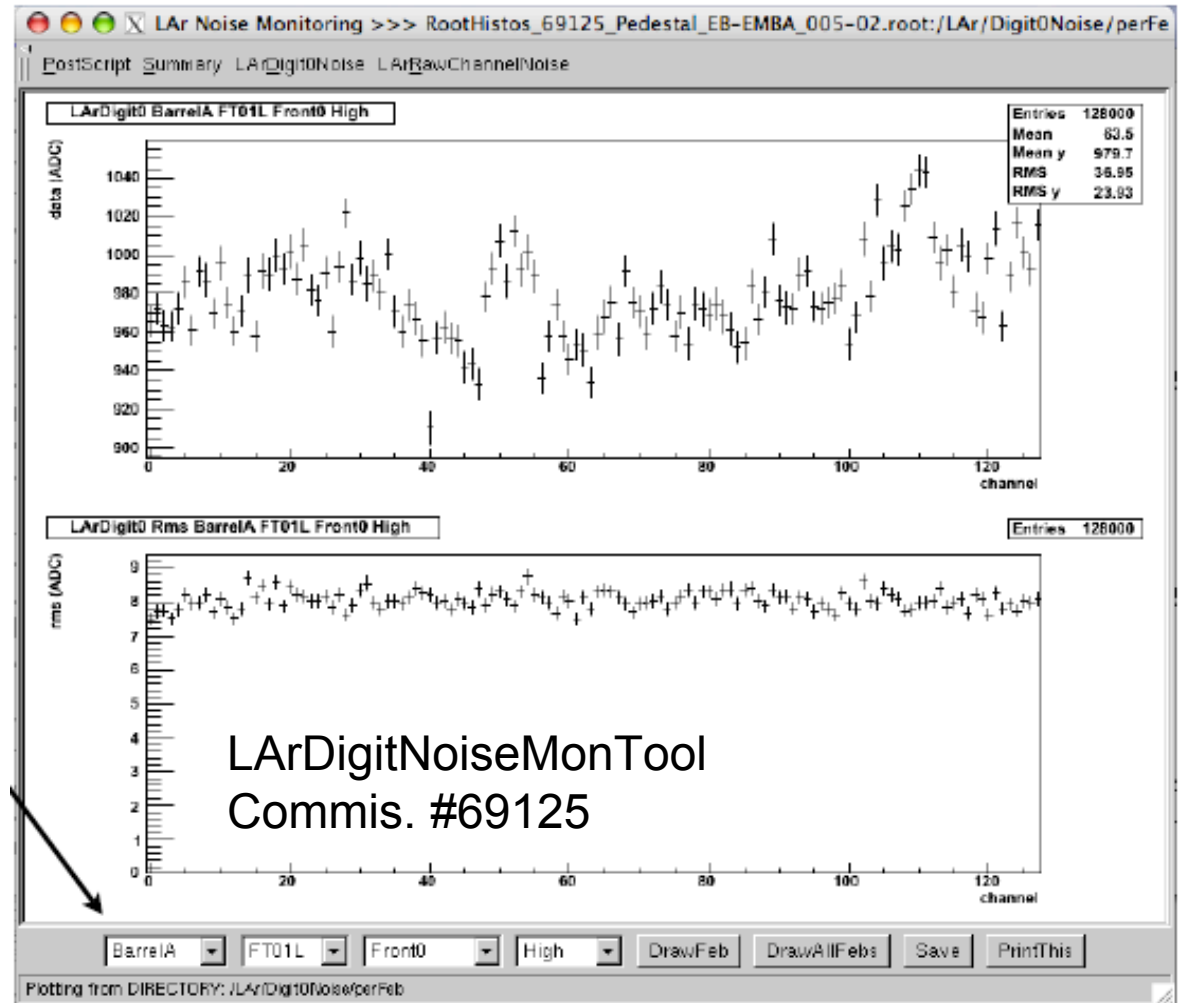 LAr Noise Monitoring >>> RootHistos_69125_Pedestal_EB-EMBA_005-02.root:/LAr/Digit0Noise/perFe
PostScript Summary LArDigit0Noise LArRawChannelNoise
LArDigit0 BarrelA FT01L Front0 High
Entries 128000
Mean 63.5
Mean y 979.7
RMS 36.95
RMS y 23.93
data (ADC)
1040
1020
1000
980
960
940
920
900
0 20 40 60 80 100 120
channel
LArDigit0 Rms BarrelA FT01L Front0 High
Entries 128000
rms (ADC)
9
8
7
6
5
4
3
2
1
0
0 20 40 60 80 100 120
channel
LArDigitNoiseMonTool
Commis. #69125
BarrelA FT01L Front0 High DrawFeb DrawAllFebs Save PrintThis
Plotting from DIRECTORY: /LAr/Digit0Noise/perFeb